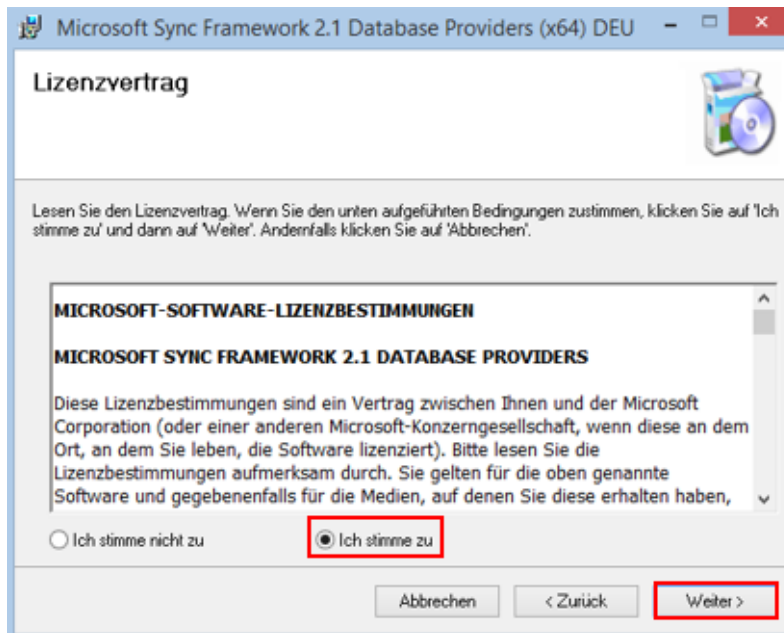 Microsoft Sync Framework 2.1 Database Providers (x64) DEU
Lizenzvertrag
Lesen Sie den Lizenzvertrag. Wenn Sie den unten aufgeführten Bedingungen zustimmen, klicken Sie auf 'Ich
stimme zu' und dann auf 'Weiter'. Andernfalls klicken Sie auf 'Abbrechen'.
MICROSOFT-SOFTWARE-LIZENZBESTIMMUNGEN
MICROSOFT SYNC FRAMEWORK 2.1 DATABASE PROVIDERS
Diese Lizenzbestimmungen sind ein Vertrag zwischen Ihnen und der Microsoft
Corporation (oder einer anderen Microsoft-Konzerngesellschaft, wenn diese an dem
Ort, an dem Sie leben, die Software lizenziert). Bitte lesen Sie die
Lizenzbestimmungen aufmerksam durch. Sie gelten für die oben genannte
Software und gegebenenfalls für die Medien, auf denen Sie diese erhalten haben,
Ich stimme nicht zu
Ich stimme zu
Abbrechen
< Zurück
Weiter >